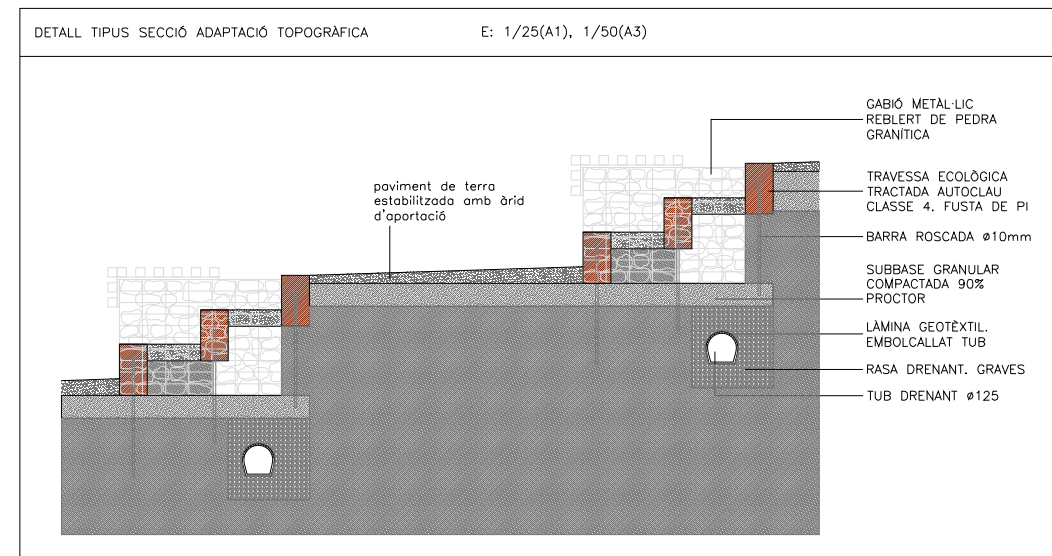 DETALL TIPUS SECCIÓ ADAPTACIÓ TOPOGRÀFICA
E: 1/25(A1), 1/50(A3)
GABIÓ METÀL·LIC
REBLERT DE PEDRA
GRANÍTICA
TRAVESSA ECOLÒGICA
TRACTADA AUTOCLAU
CLASSE 4. FUSTA DE PI
paviment de terra
estabilitzada amb àrid
d'aportació
BARRA ROSCADA ø10mm
SUBBASE GRANULAR
COMPACTADA 90%
PROCTOR
LÀMINA GEOTÈXTIL.
EMBOLCALLAT TUB
RASA DRENANT. GRAVES
TUB DRENANT ø125